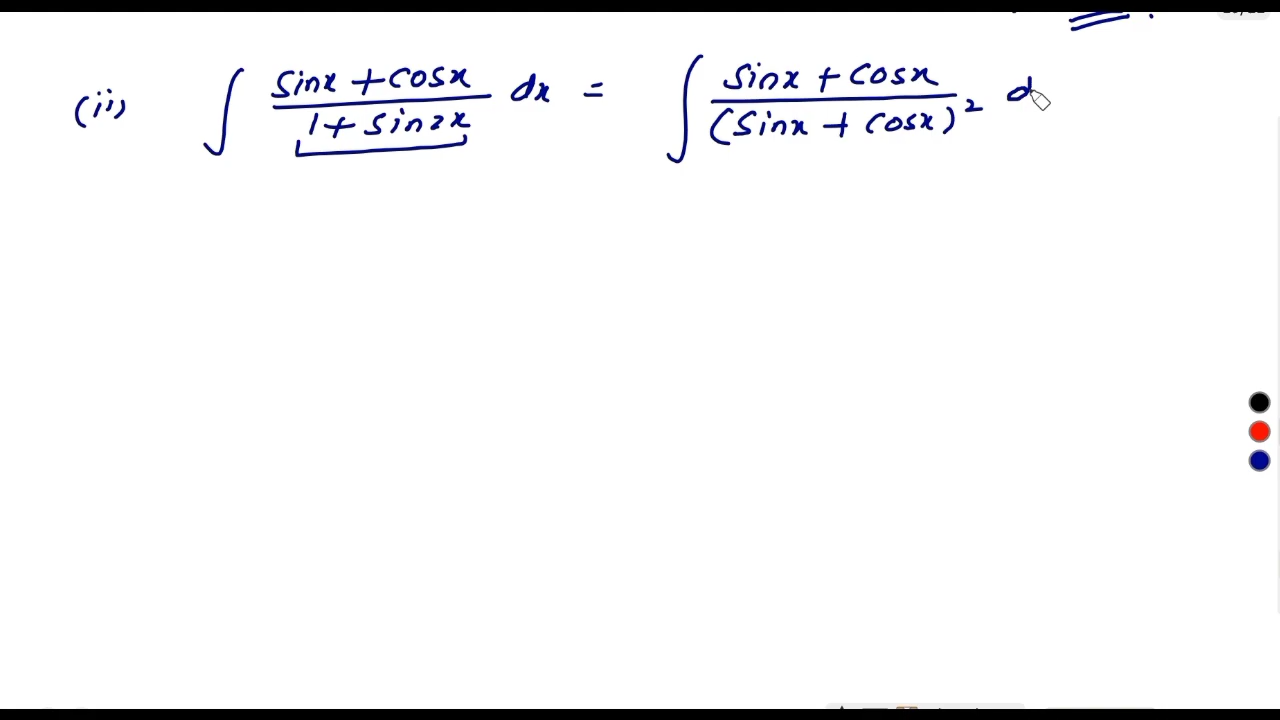 (ii) ∫ (sinx + cosx)/(1 + sin2x) dx = ∫ (sinx + cosx)/(sinx + cosx)² d